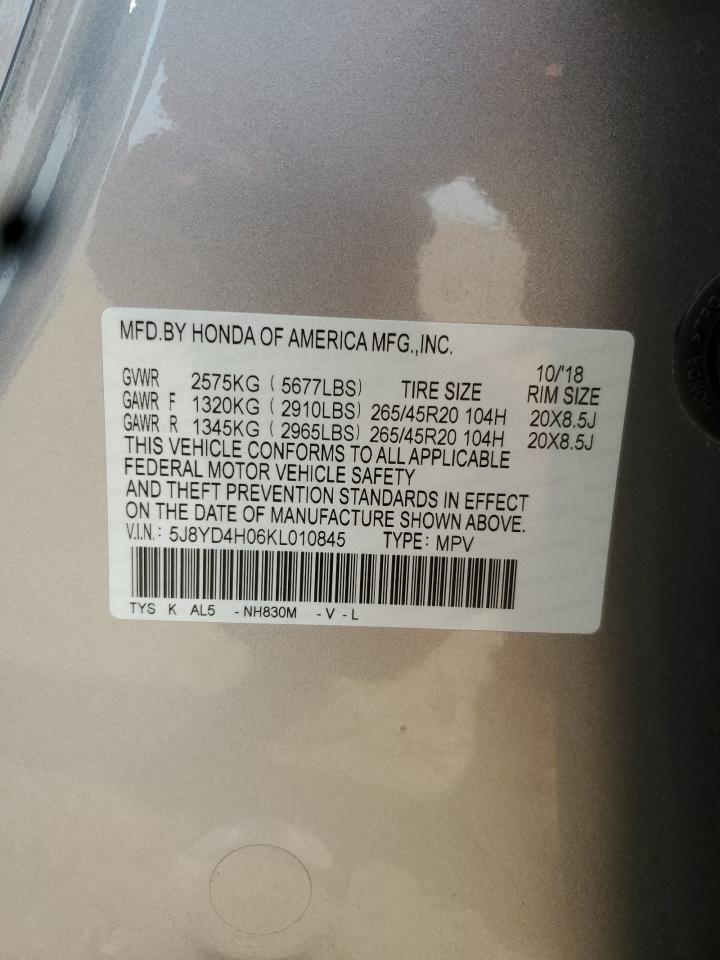 MFD.BY HONDA OF AMERICA MFG.,INC.
10/'18
GVWR 2575KG ( 5677LBS) TIRE SIZE RIM SIZE
GAWR F 1320KG ( 2910LBS) 265/45R20 104H 20X8.5J
GAWR R 1345KG ( 2965LBS) 265/45R20 104H 20X8.5J
THIS VEHICLE CONFORMS TO ALL APPLICABLE
FEDERAL MOTOR VEHICLE SAFETY
AND THEFT PREVENTION STANDARDS IN EFFECT
ON THE DATE OF MANUFACTURE SHOWN ABOVE.
V.I.N.: 5J8YD4H06KL010845 TYPE: MPV
TYS K AL5 -NH830M -V -L
HONDA